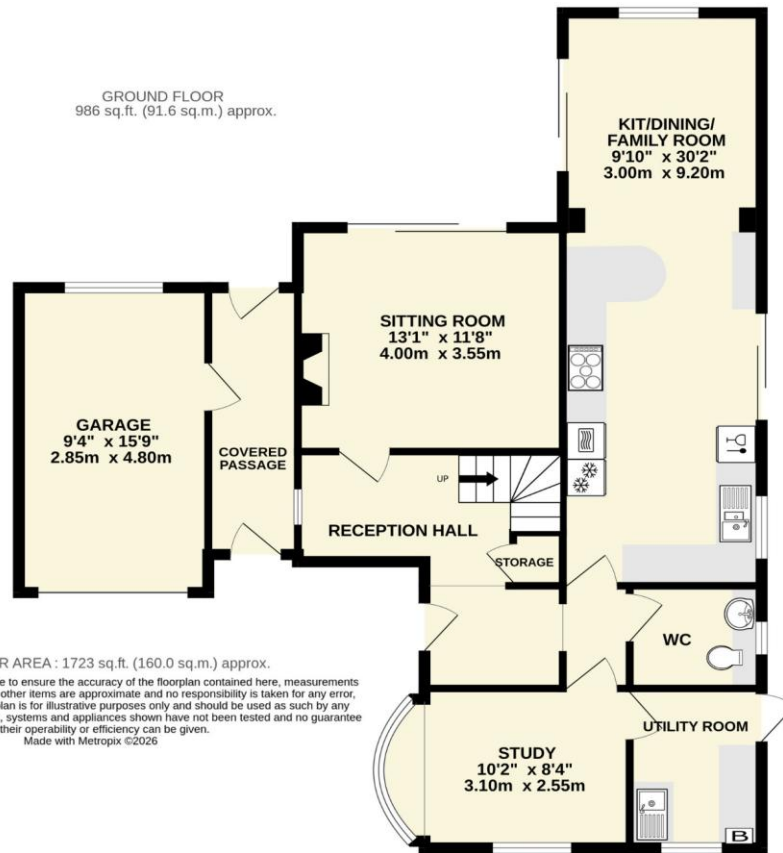 GROUND FLOOR
986 sq.ft. (91.6 sq.m.) approx.
KIT/DINING/
FAMILY ROOM
9'10" x 30'2"
3.00m x 9.20m
SITTING ROOM
13'1" x 11'8"
4.00m x 3.55m
GARAGE
9'4" x 15'9"
2.85m x 4.80m
COVERED
PASSAGE
UP
RECEPTION HALL
STORAGE
WC
UTILITY ROOM
STUDY
10'2" x 8'4"
3.10m x 2.55m
B
R AREA : 1723 sq.ft. (160.0 sq.m.) approx.
e to ensure the accuracy of the floorplan contained here, measurements
other items are approximate and no responsibility is taken for any error,
lan is for illustrative purposes only and should be used as such by any
, systems and appliances shown have not been tested and no guarantee
their operability or efficiency can be given.
Made with Metropix ©2026